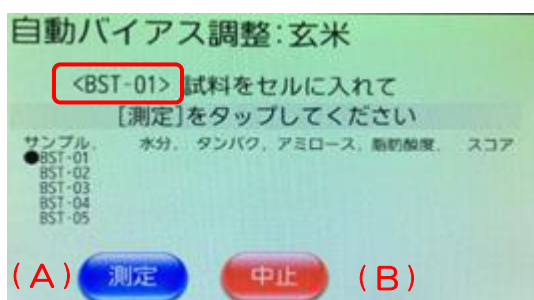 自動バイアス調整:玄米
<BST-01> 試料をセルに入れて
[測定]をタップしてください
サンプル. 水分. タンパク. アミロース. 脂肪酸度. スコア
●BST-01
BST-02
BST-03
BST-04
BST-05
(A) 測定 中止 (B)